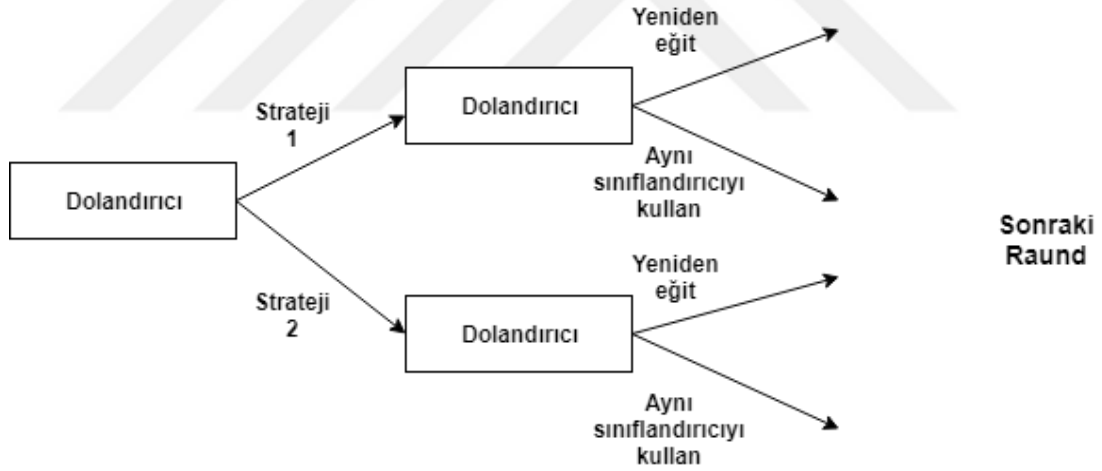 Yeniden
eğit
Strateji
1
Dolandırıcı
Aynı
sınıflandırıcıyı
kullan
Dolandırıcı
Sonraki
Raund
Yeniden
eğit
Strateji
2
Dolandırıcı
Aynı
sınıflandırıcıyı
kullan